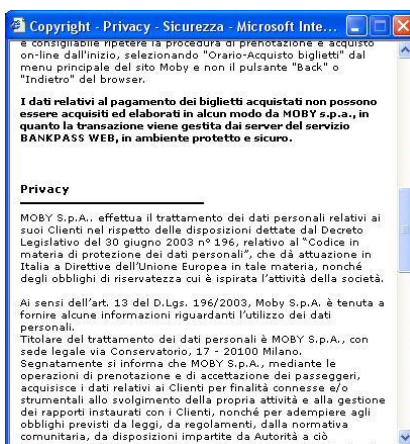 Copyright - Privacy - Sicurezza - Microsoft Inte...
è consigliabile ripetere la procedura di prenotazione e acquisto
on-line dall'inizio, selezionando "Orario-Acquisto biglietti" dal
menu principale del sito Moby e non il pulsante "Back" o
"Indietro" del browser.
I dati relativi al pagamento dei biglietti acquistati non possono
essere acquisiti ed elaborati in alcun modo da MOBY s.p.a., in
quanto la transazione viene gestita dai server del servizio
BANKPASS WEB, in ambiente protetto e sicuro.
Privacy
MOBY S.p.A.. effettua il trattamento dei dati personali relativi ai
suoi Clienti nel rispetto delle disposizioni dettate dal Decreto
Legislativo del 30 giugno 2003 nº 196, relativo al "Codice in
materia di protezione dei dati personali", che dà attuazione in
Italia a Direttive dell'Unione Europea in tale materia, nonché
degli obblighi di riservatezza cui è ispirata l'attività della società.
Ai sensi dell'art. 13 del D.Lgs. 196/2003, Moby S.p.A. è tenuta a
fornire alcune informazioni riguardanti l'utilizzo dei dati
personali.
Titolare del trattamento dei dati personali è MOBY S.p.A., con
sede legale via Conservatorio, 17 - 20100 Milano.
Segnatamente si informa che MOBY S.p.A., mediante le
operazioni di prenotazione e di accettazione dei passeggeri,
acquisisce i dati relativi ai Clienti per finalità connesse e/o
strumentali allo svolgimento della propria attività e alla gestione
dei rapporti instaurati con i Clienti, nonché per adempiere agli
obblighi previsti da leggi, da regolamenti, dalla normativa
comunitaria, da disposizioni impartite da Autorità a ciò